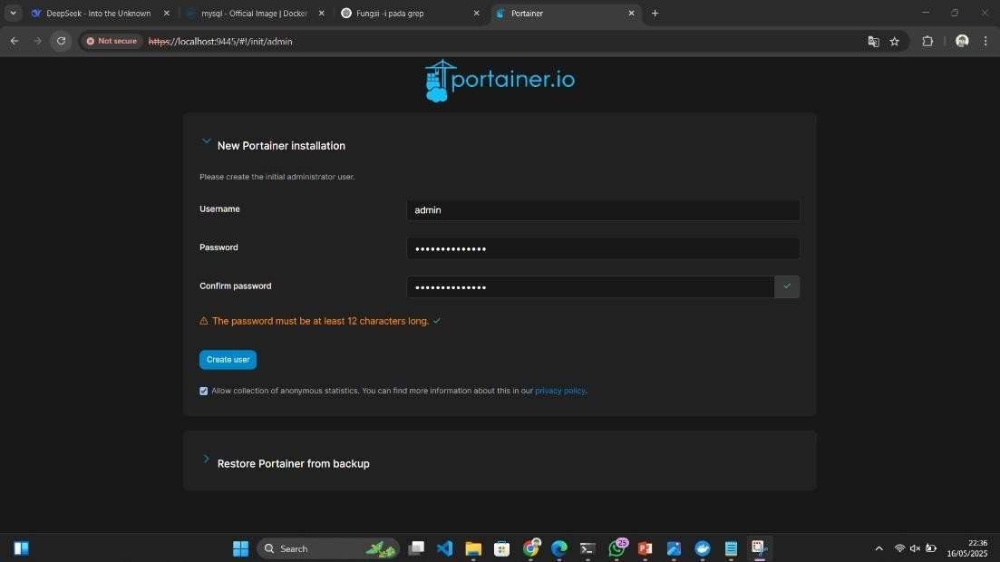 DeepSeek - Into the Unknown
mysql - Official Image | Docker
Fungsi -i pada grep
Portainer
Not secure
https://localhost:9445/#!/init/admin
portainer.io
New Portainer installation
Please create the initial administrator user.
Username
admin
Password
••••••••••••••
Confirm password
••••••••••••••
The password must be at least 12 characters long.
Create user
Allow collection of anonymous statistics. You can find more information about this in our privacy policy.
Restore Portainer from backup
Search
25
22:36
16/05/2025